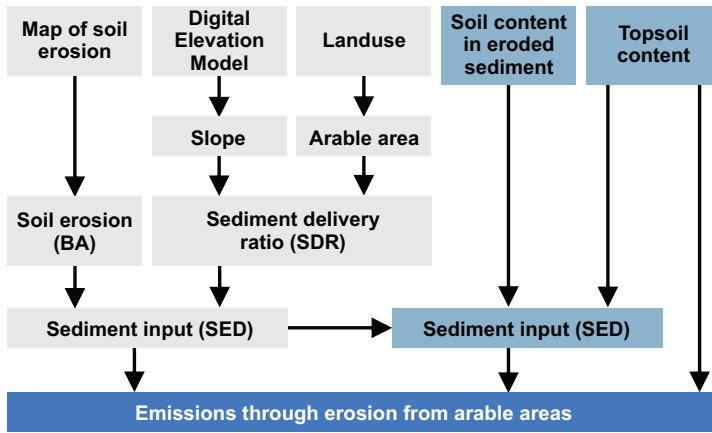 Map of soil
erosion
Digital
Elevation
Model
Landuse
Soil content
in eroded
sediment
Topsoil
content
Slope
Arable area
Soil erosion
(BA)
Sediment delivery
ratio (SDR)
Sediment input (SED)
Sediment input (SED)
Emissions through erosion from arable areas